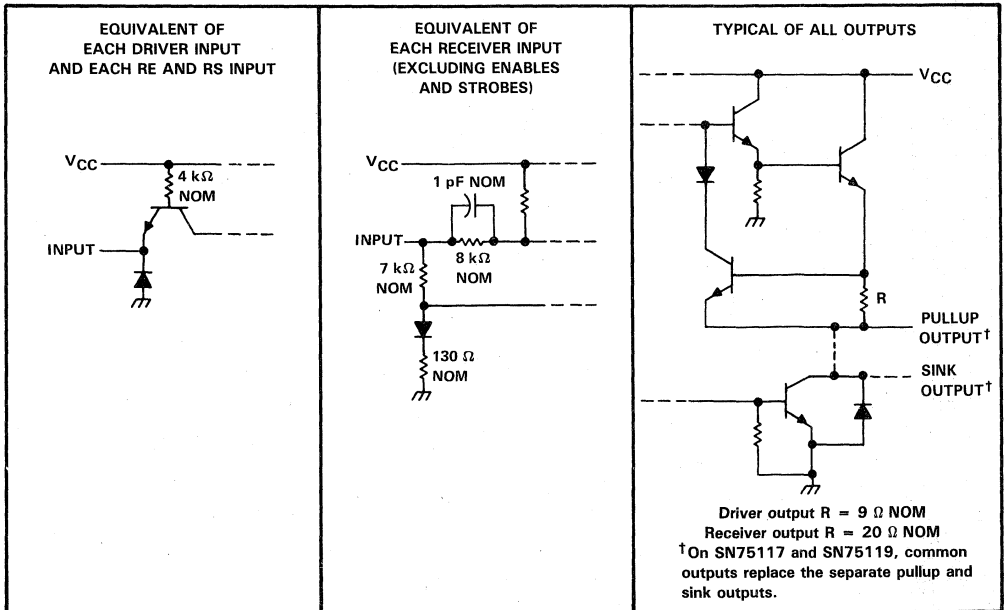 EQUIVALENT OF
EACH DRIVER INPUT
AND EACH RE AND RS INPUT
VCC
4 kΩ
NOM
INPUT
EQUIVALENT OF
EACH RECEIVER INPUT
(EXCLUDING ENABLES
AND STROBES)
VCC
1 pF NOM
INPUT
8 kΩ
NOM
7 kΩ
NOM
130 Ω
NOM
TYPICAL OF ALL OUTPUTS
VCC
R
PULLUP
OUTPUT†
SINK
OUTPUT†
Driver output R = 9 Ω NOM
Receiver output R = 20 Ω NOM
†On SN75117 and SN75119, common
outputs replace the separate pullup and
sink outputs.